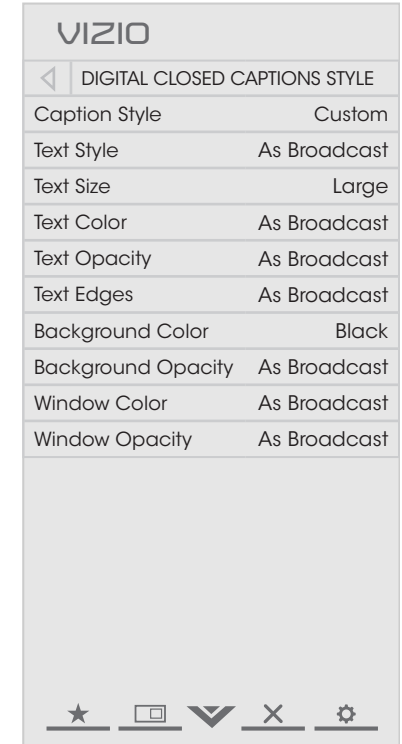 VIZIO
DIGITAL CLOSED CAPTIONS STYLE
Caption Style Custom
Text Style As Broadcast
Text Size Large
Text Color As Broadcast
Text Opacity As Broadcast
Text Edges As Broadcast
Background Color Black
Background Opacity As Broadcast
Window Color As Broadcast
Window Opacity As Broadcast